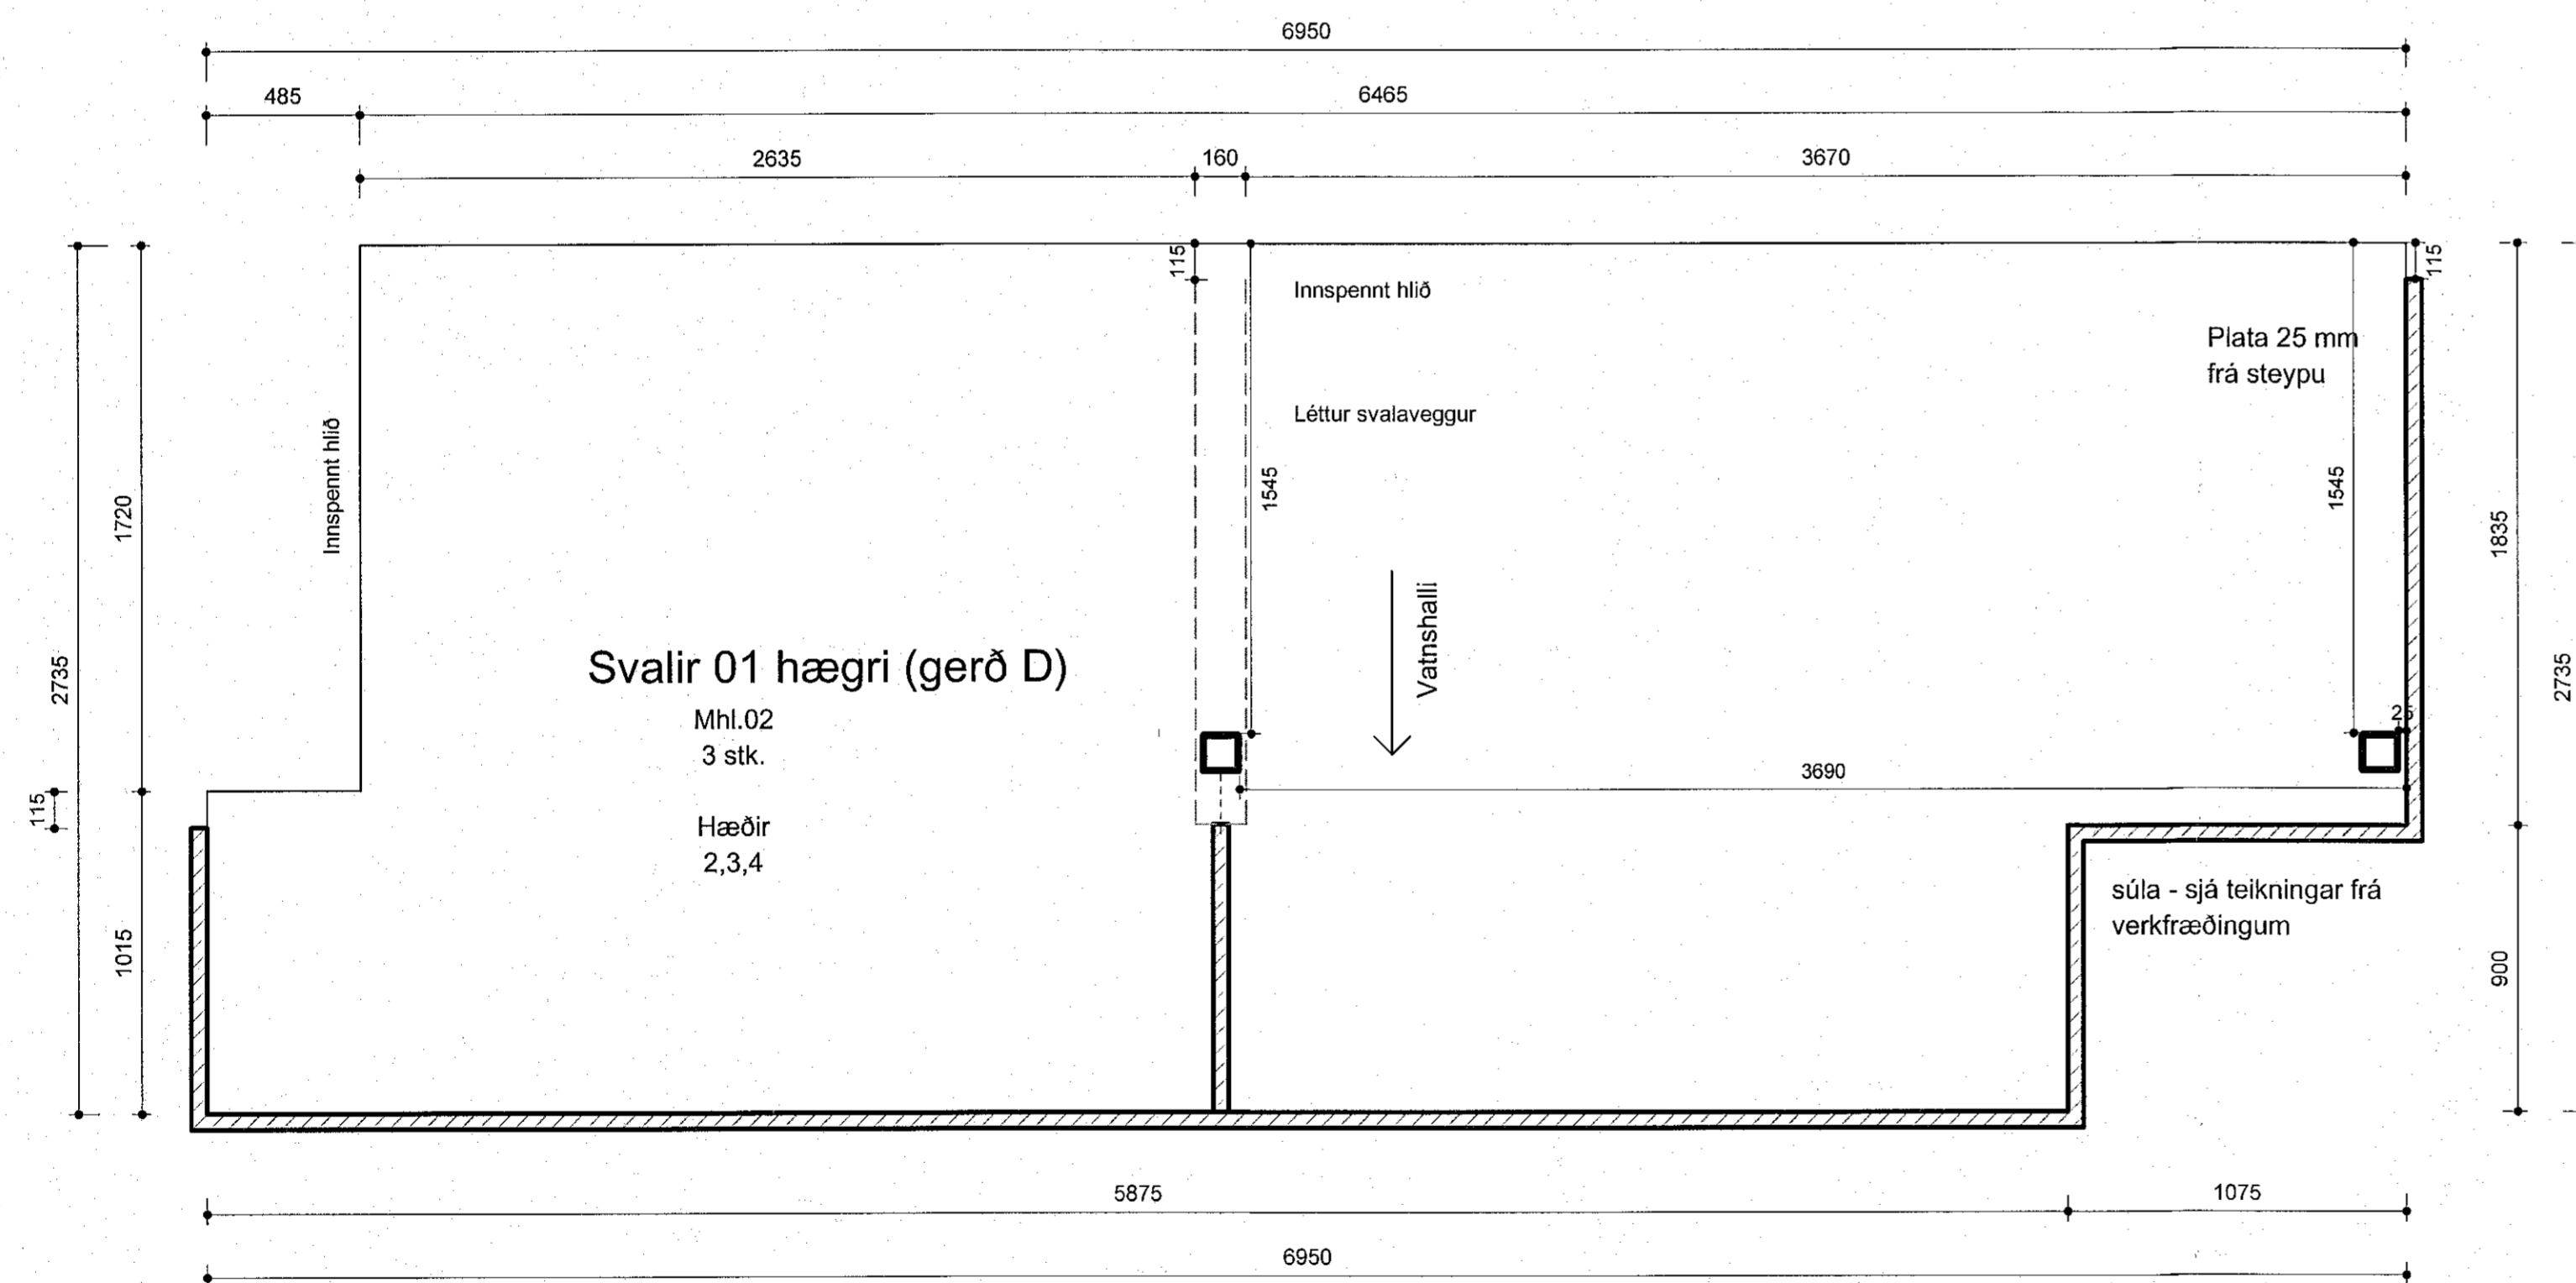 6950
485
6465
2635
160
3670
115
115
Innspennt hlið
Plata 25 mm
frá steypu
Léttur svalaveggur
Innspennt hlið
1545
1545
1720
1835
Vatnshalli
Svalir 01 hægri (gerð D)
Mhl.02
3 stk.
Hæðir
2,3,4
2735
2735
25
3690
115
súla - sjá teikningar frá
verkfræðingum
1015
900
5875
1075
6950